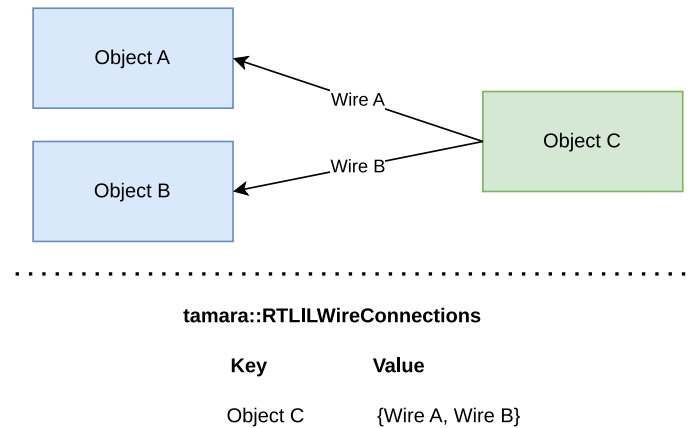 Object A
Wire A
Object C
Wire B
Object B
tamara::RTLILWireConnections
Key Value
Object C {Wire A, Wire B}